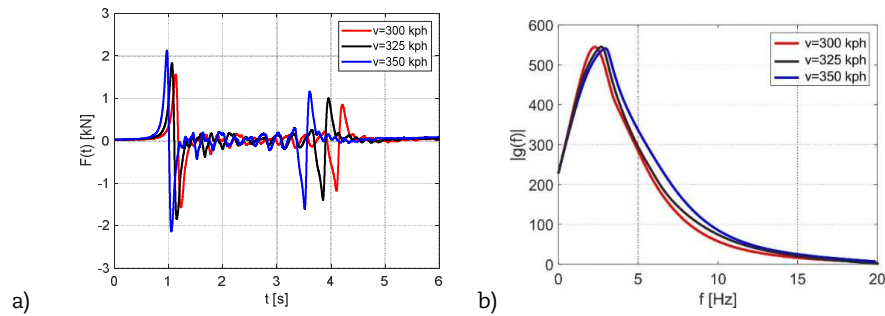 a)
F(t) [kN]
3
2
1
0
-1
-2
-3
0 1 2 3 4 5 6
t [s]
v=300 kph
v=325 kph
v=350 kph
b)
|g(f)|
600
500
400
300
200
100
0
0 5 10 15 20
f [Hz]
v=300 kph
v=325 kph
v=350 kph